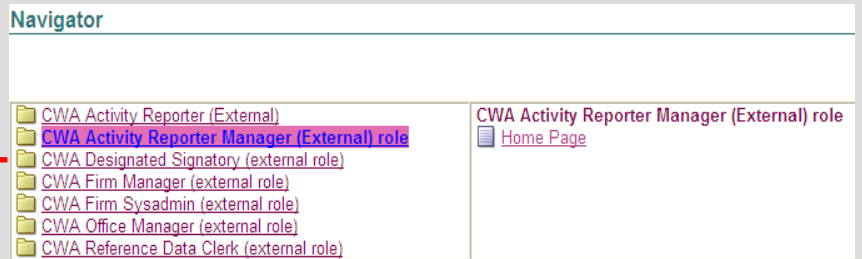 Navigator
CWA Activity Reporter (External)
CWA Activity Reporter Manager (External) role
CWA Designated Signatory (external role)
CWA Firm Manager (external role)
CWA Firm Sysadmin (external role)
CWA Office Manager (external role)
CWA Reference Data Clerk (external role)
CWA Activity Reporter Manager (External) role
Home Page